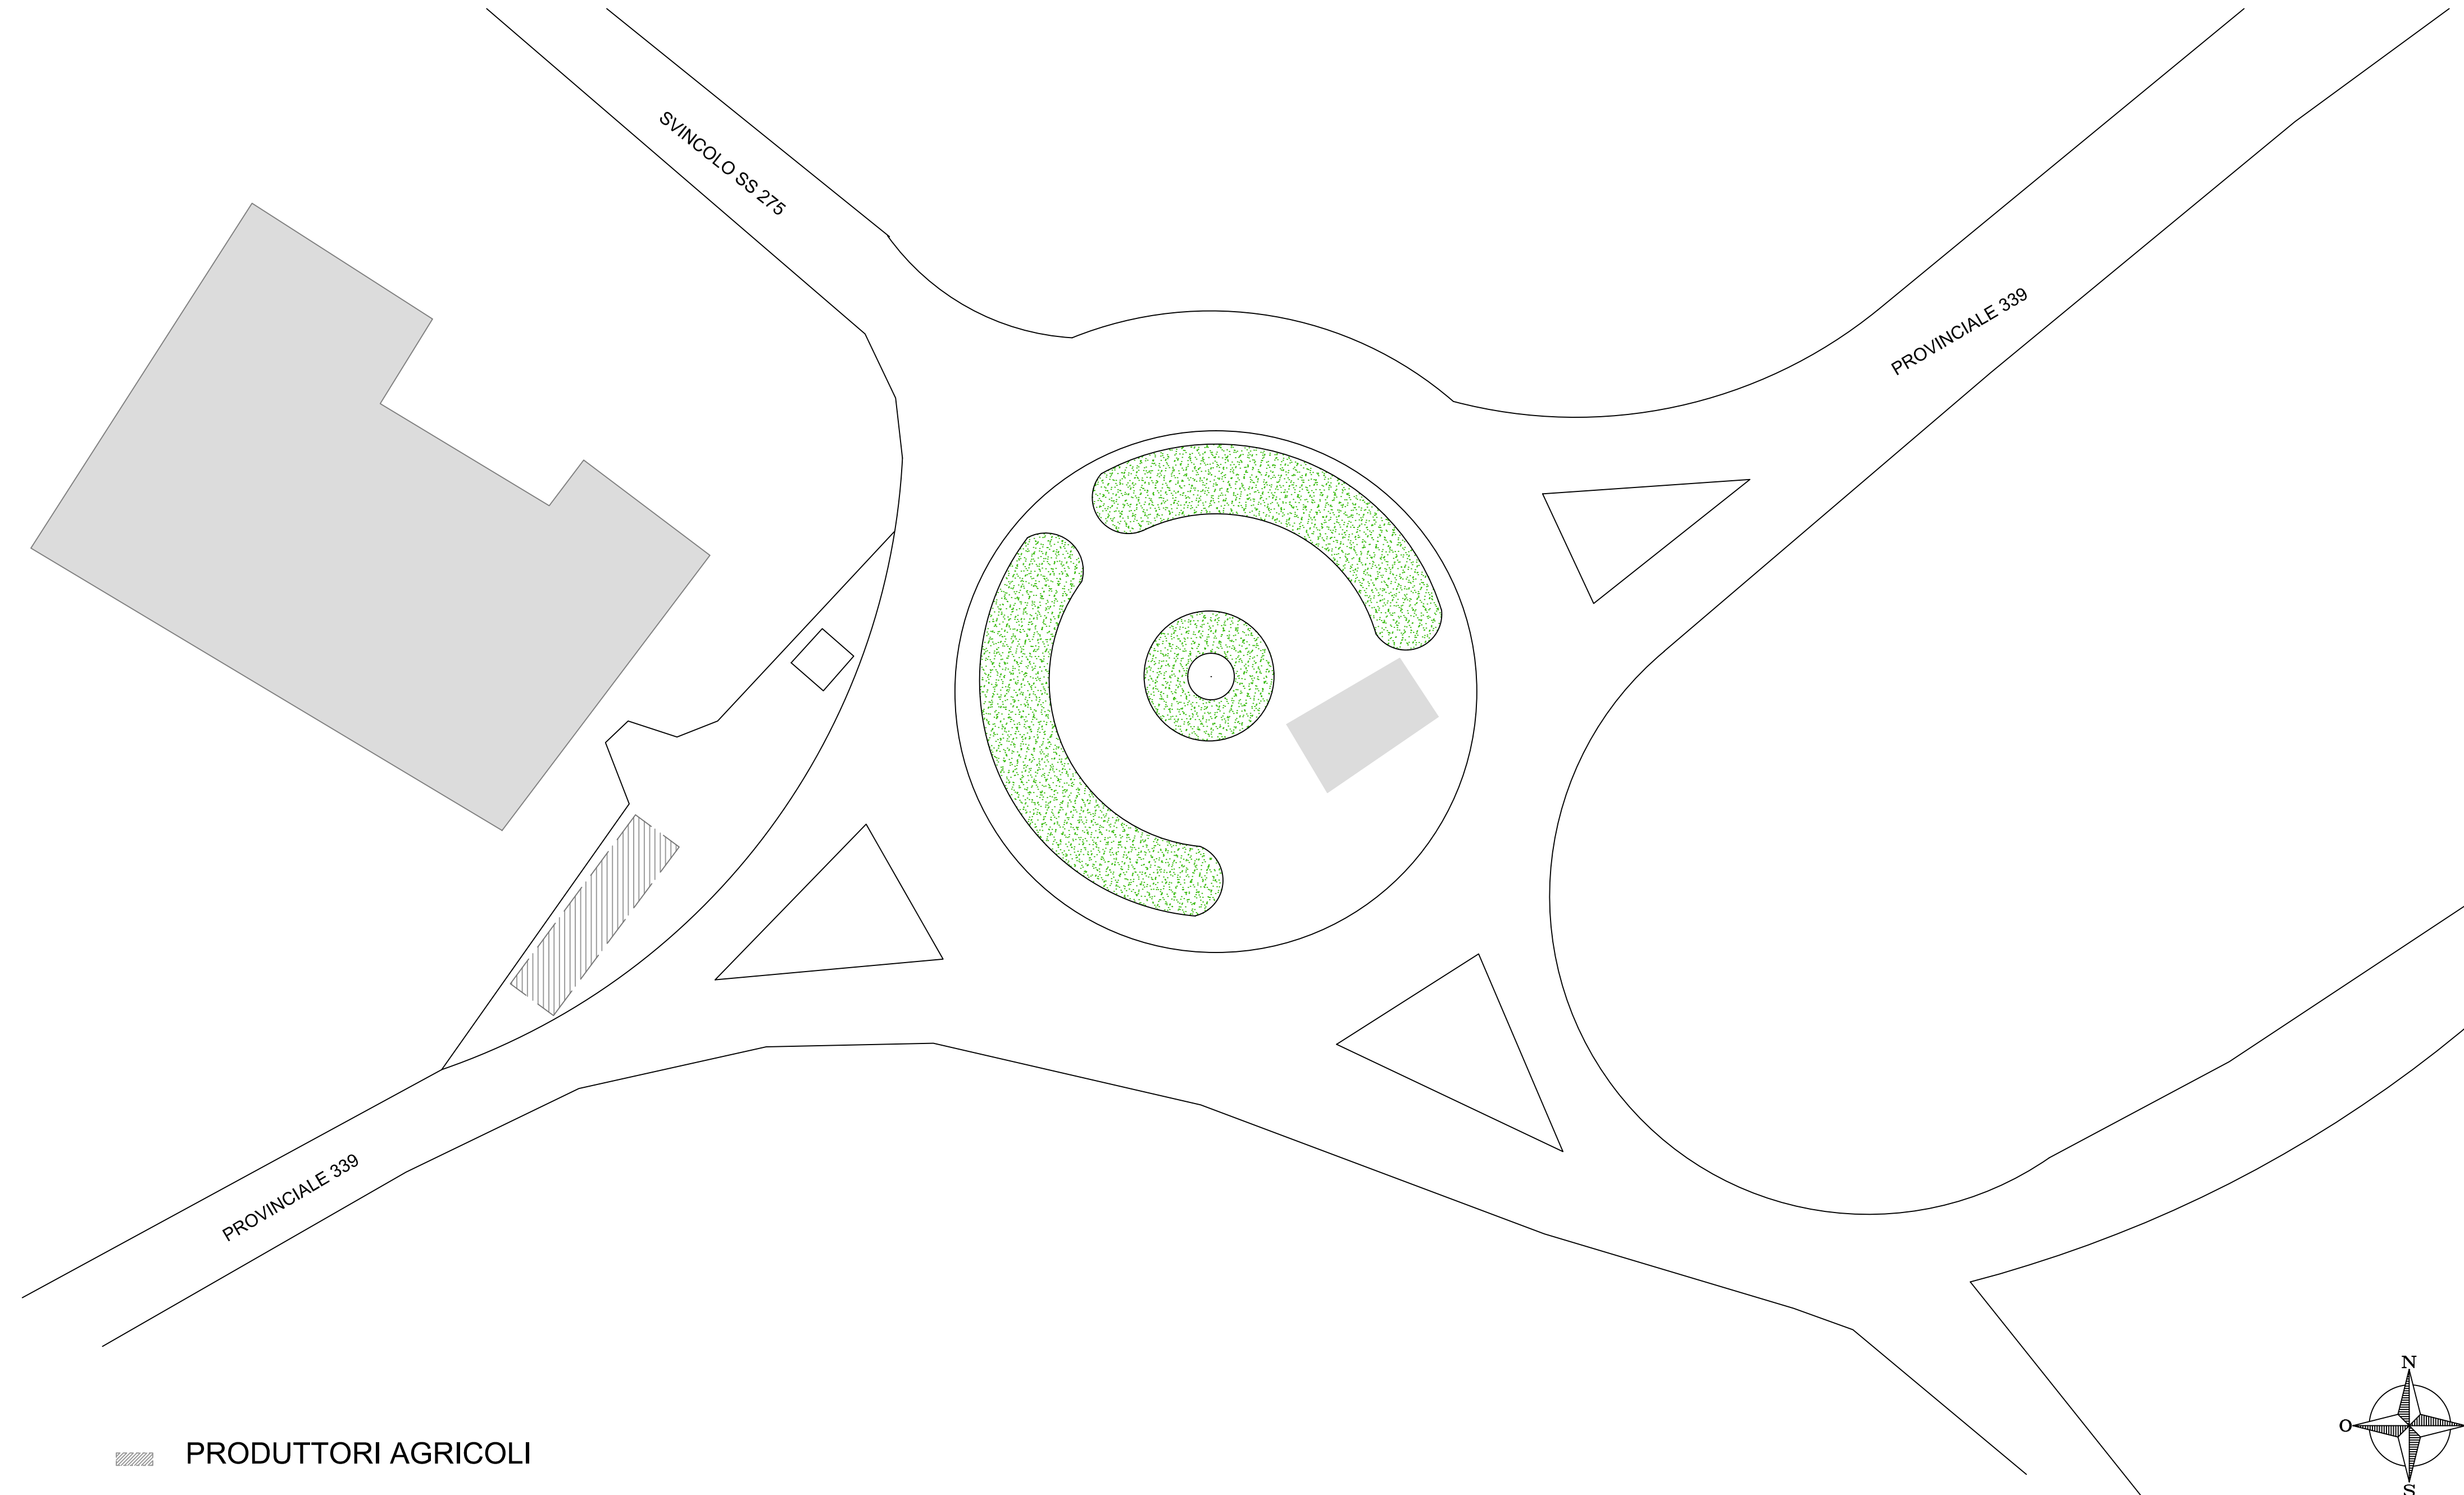 SVINCOLO SS 275
PROVINCIALE 339
PROVINCIALE 339
PRODUTTORI AGRICOLI
N
O
S